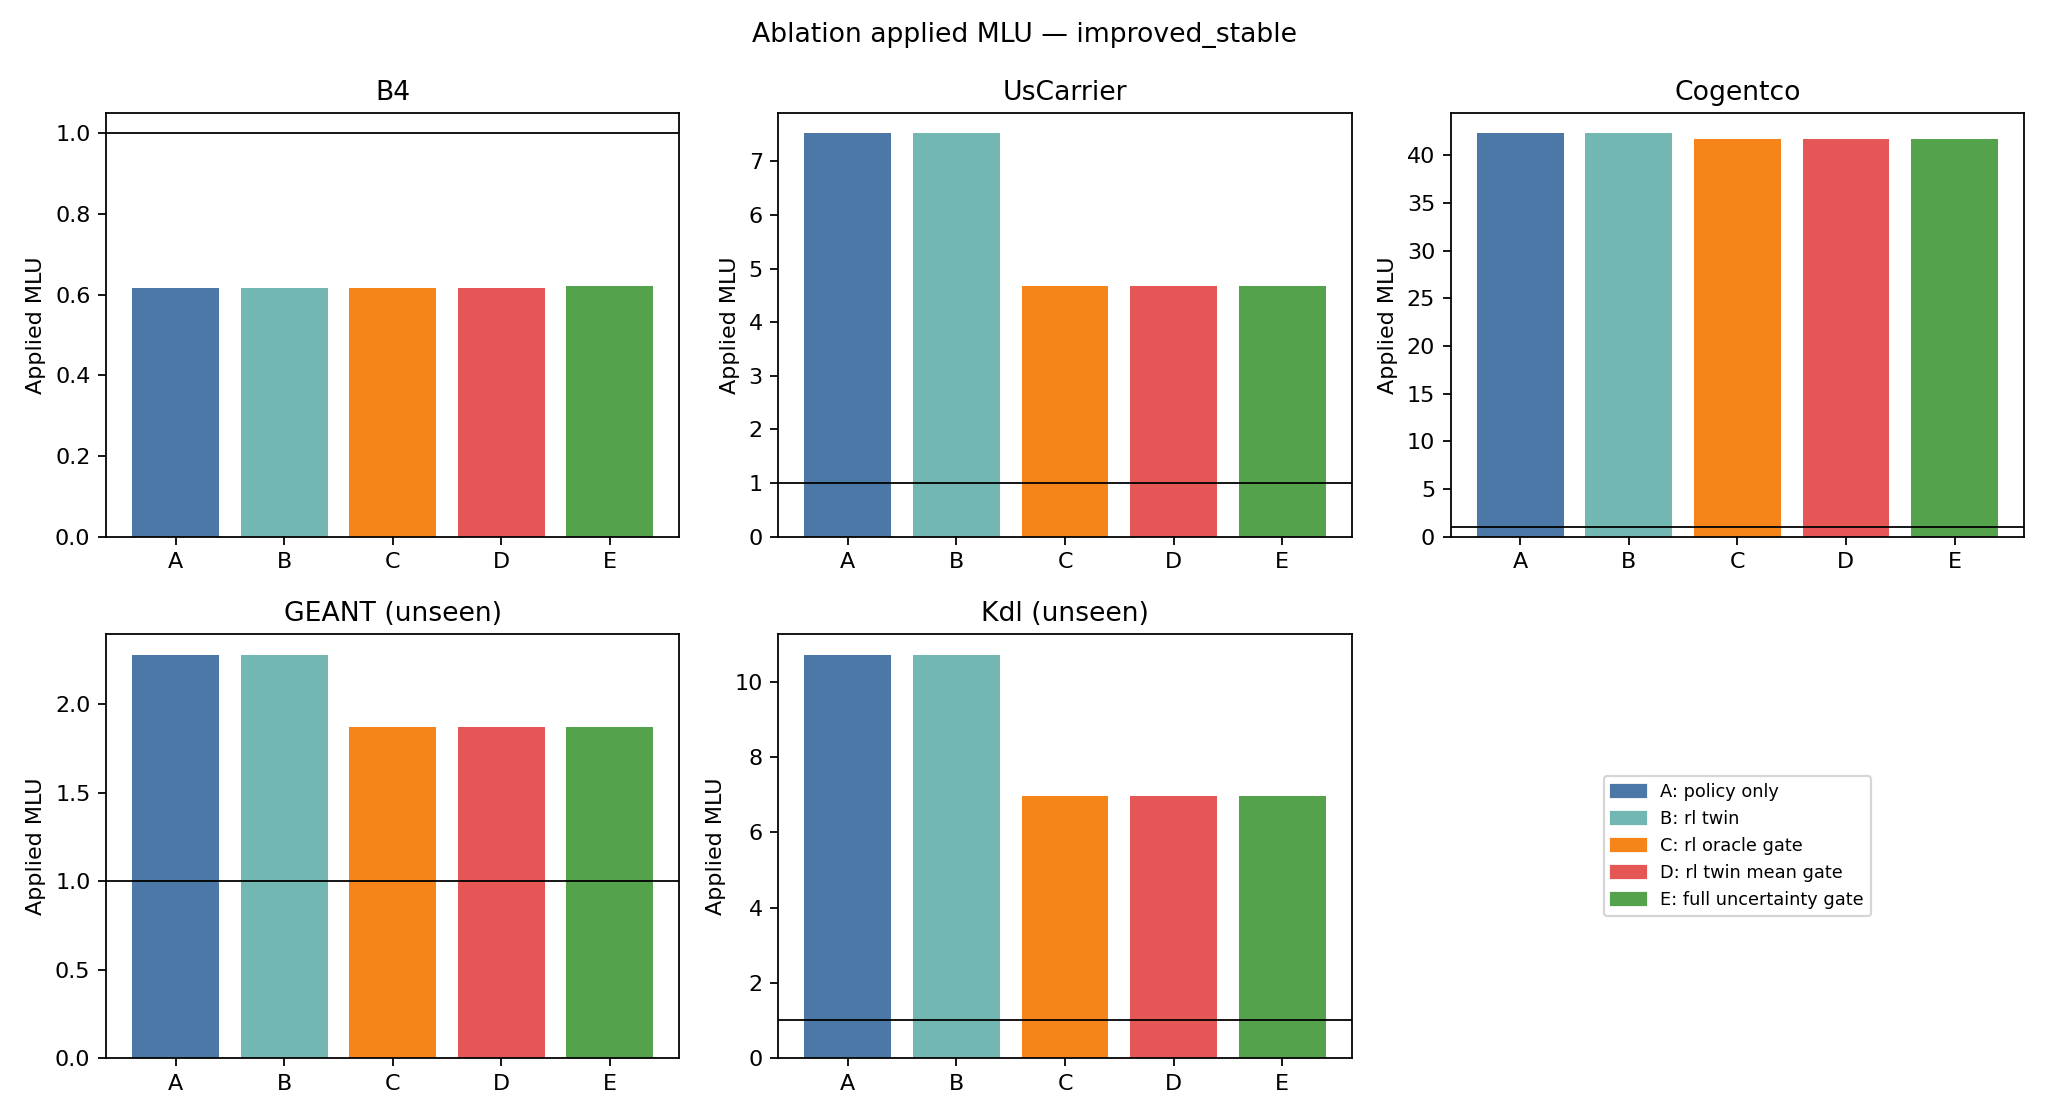 Ablation applied MLU — improved_stable
B4
Applied MLU
1.0
0.8
0.6
0.4
0.2
0.0
A B C D E
UsCarrier
Applied MLU
7
6
5
4
3
2
1
0
A B C D E
Cogentco
Applied MLU
40
35
30
25
20
15
10
5
0
A B C D E
GEANT (unseen)
Applied MLU
2.0
1.5
1.0
0.5
0.0
A B C D E
Kdl (unseen)
Applied MLU
10
8
6
4
2
0
A B C D E
A: policy only
B: rl twin
C: rl oracle gate
D: rl twin mean gate
E: full uncertainty gate